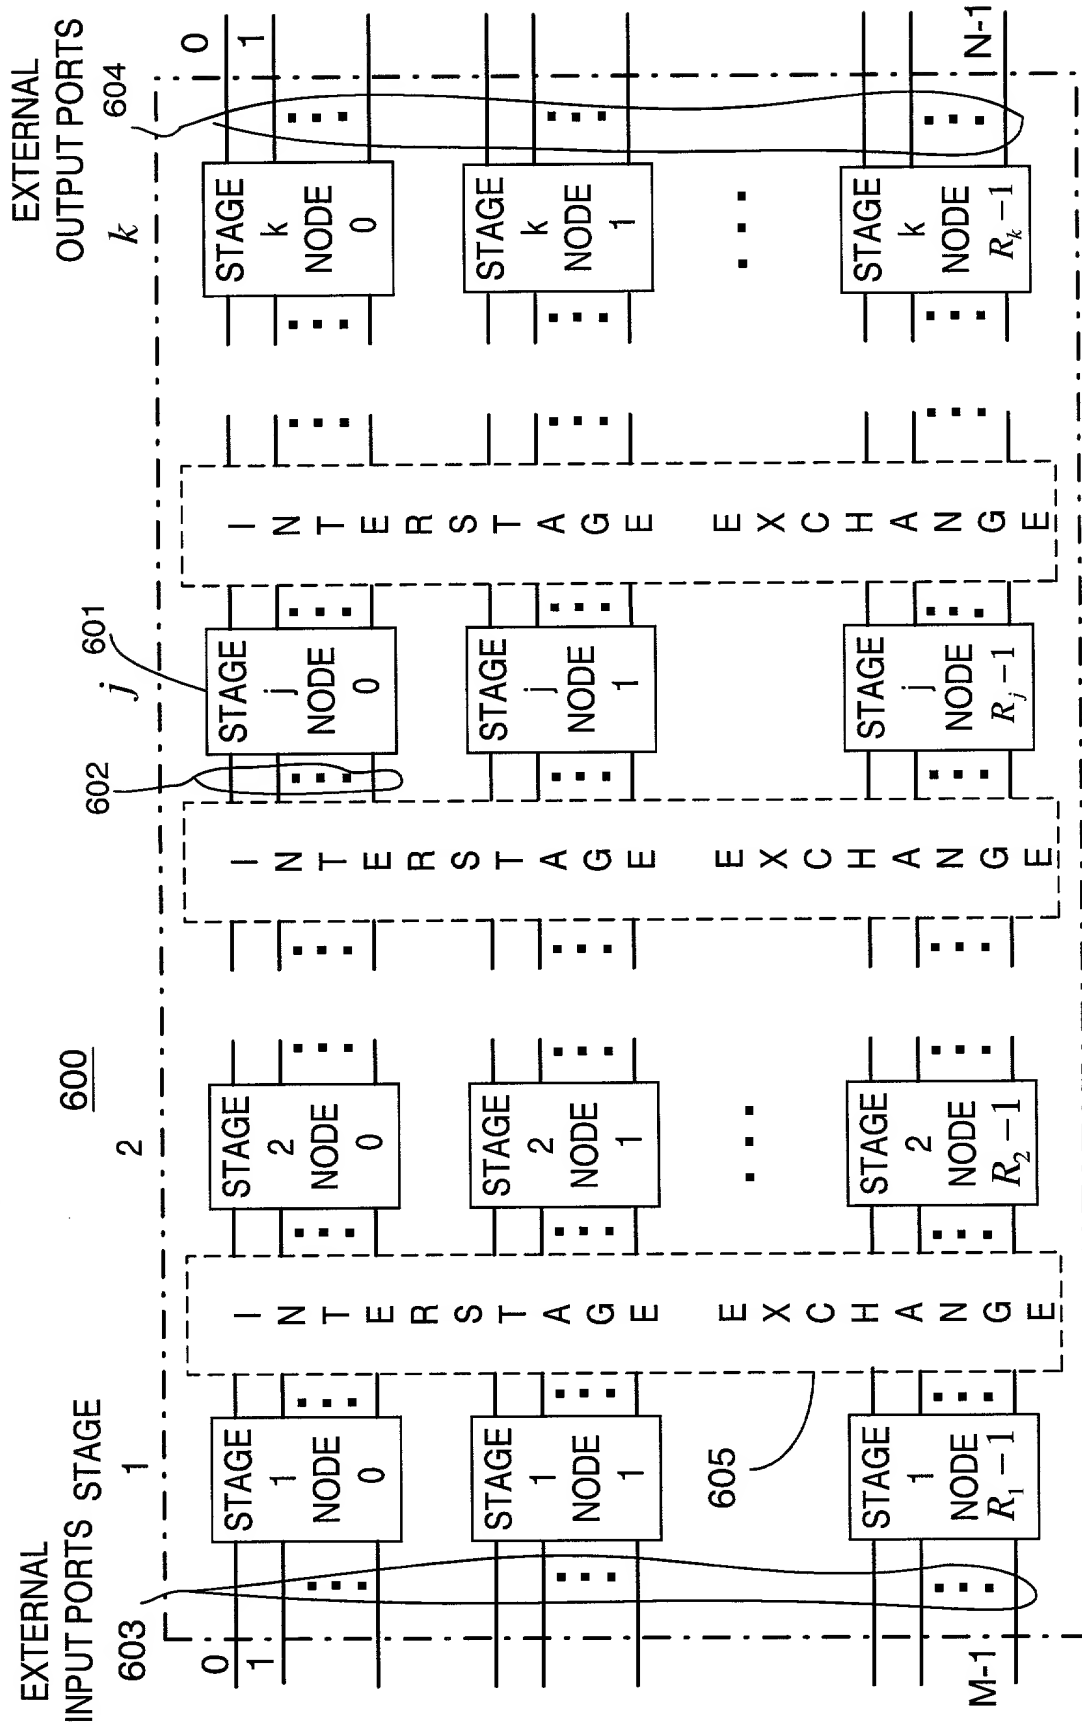 EXTERNAL
INPUT PORTS
STAGE
1
2
j
k
EXTERNAL
OUTPUT PORTS
600
603
604
601
602
605
0
1
M-1
0
1
N-1
STAGE
1
NODE
0
STAGE
1
NODE
1
STAGE
1
NODE
R₁−1
INTERSTAGE EXCHANGE
STAGE
2
NODE
0
STAGE
2
NODE
1
STAGE
2
NODE
R₂−1
INTERSTAGE EXCHANGE
STAGE
j
NODE
0
STAGE
j
NODE
1
STAGE
j
NODE
Rⱼ−1
INTERSTAGE EXCHANGE
STAGE
k
NODE
0
STAGE
k
NODE
1
STAGE
k
NODE
Rₖ−1